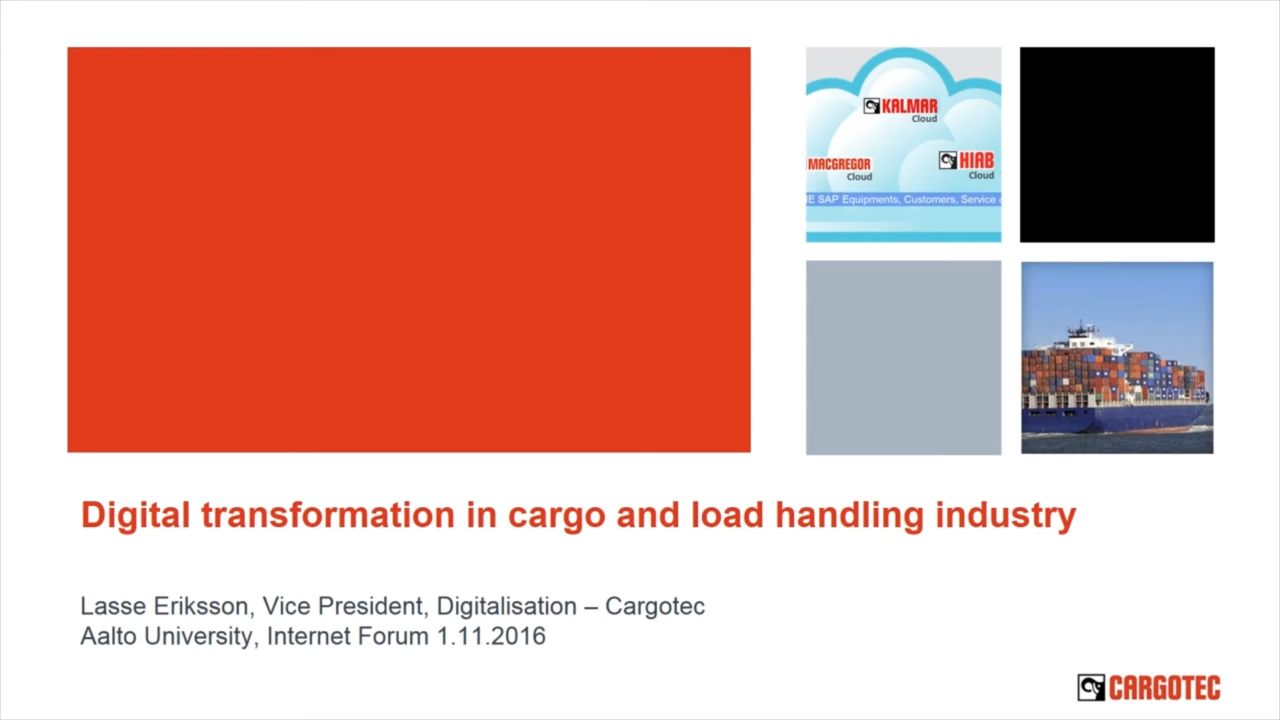 KALMAR
Cloud
MACGREGOR
Cloud
HIAB
Cloud
IE SAP Equipments, Customers, Service
Digital transformation in cargo and load handling industry
Lasse Eriksson, Vice President, Digitalisation – Cargotec
Aalto University, Internet Forum 1.11.2016
CARGOTEC